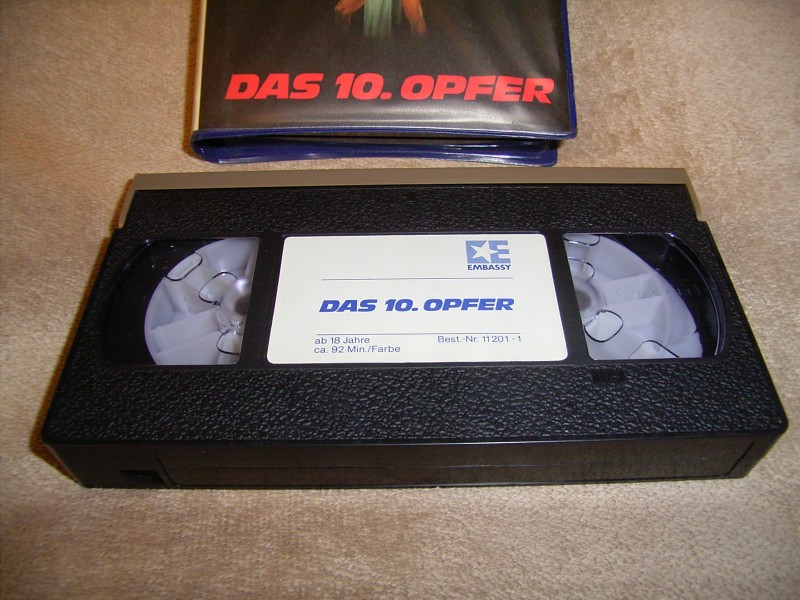 DAS 10. OPFER
E
EMBASSY
DAS 10. OPFER
ab 18 Jahre
ca. 92 Min./Farbe
Best.-Nr. 11201-1